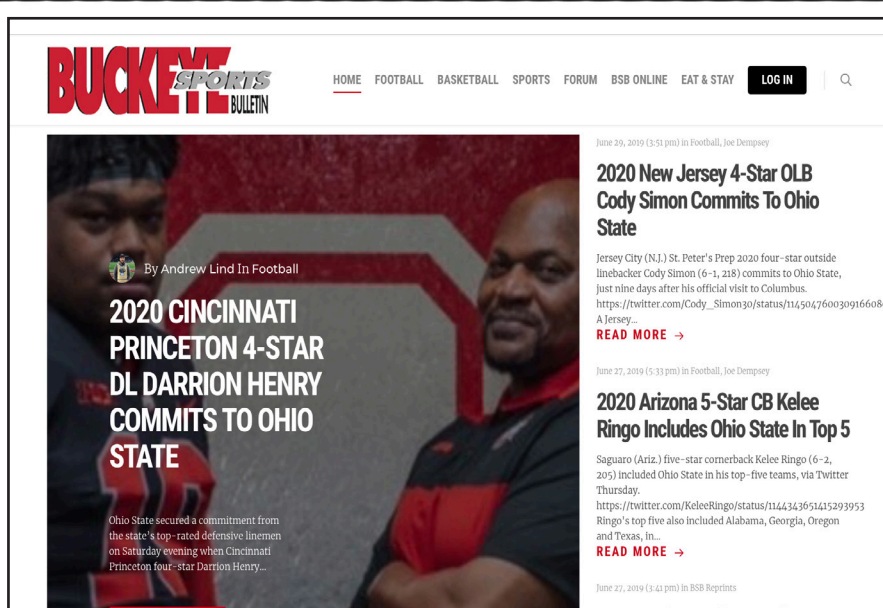 BUCKEYE
SPORTS
BULLETIN
HOME FOOTBALL BASKETBALL SPORTS FORUM BSB ONLINE EAT & STAY LOG IN
By Andrew Lind In Football
2020 CINCINNATI
PRINCETON 4-STAR
DL DARRION HENRY
COMMITS TO OHIO
STATE
Ohio State secured a commitment from
the state's top-rated defensive linemen
on Saturday evening when Cincinnati
Princeton four-star Darrion Henry...
June 29, 2019 (3:51 pm) in Football, Joe Dempsey
2020 New Jersey 4-Star OLB
Cody Simon Commits To Ohio
State
Jersey City (N.J.) St. Peter's Prep 2020 four-star outside
linebacker Cody Simon (6-1, 218) commits to Ohio State,
just nine days after his official visit to Columbus.
https://twitter.com/Cody_Simon30/status/114504760030916608
A Jersey...
READ MORE →
June 27, 2019 (5:33 pm) in Football, Joe Dempsey
2020 Arizona 5-Star CB Kelee
Ringo Includes Ohio State In Top 5
Saguaro (Ariz.) five-star cornerback Kelee Ringo (6-2,
205) included Ohio State in his top-five teams, via Twitter
Thursday.
https://twitter.com/KeleeRingo/status/1144343651415293953
Ringo's top five also included Alabama, Georgia, Oregon
and Texas, in...
READ MORE →
June 27, 2019 (3:41 pm) in BSB Reprints